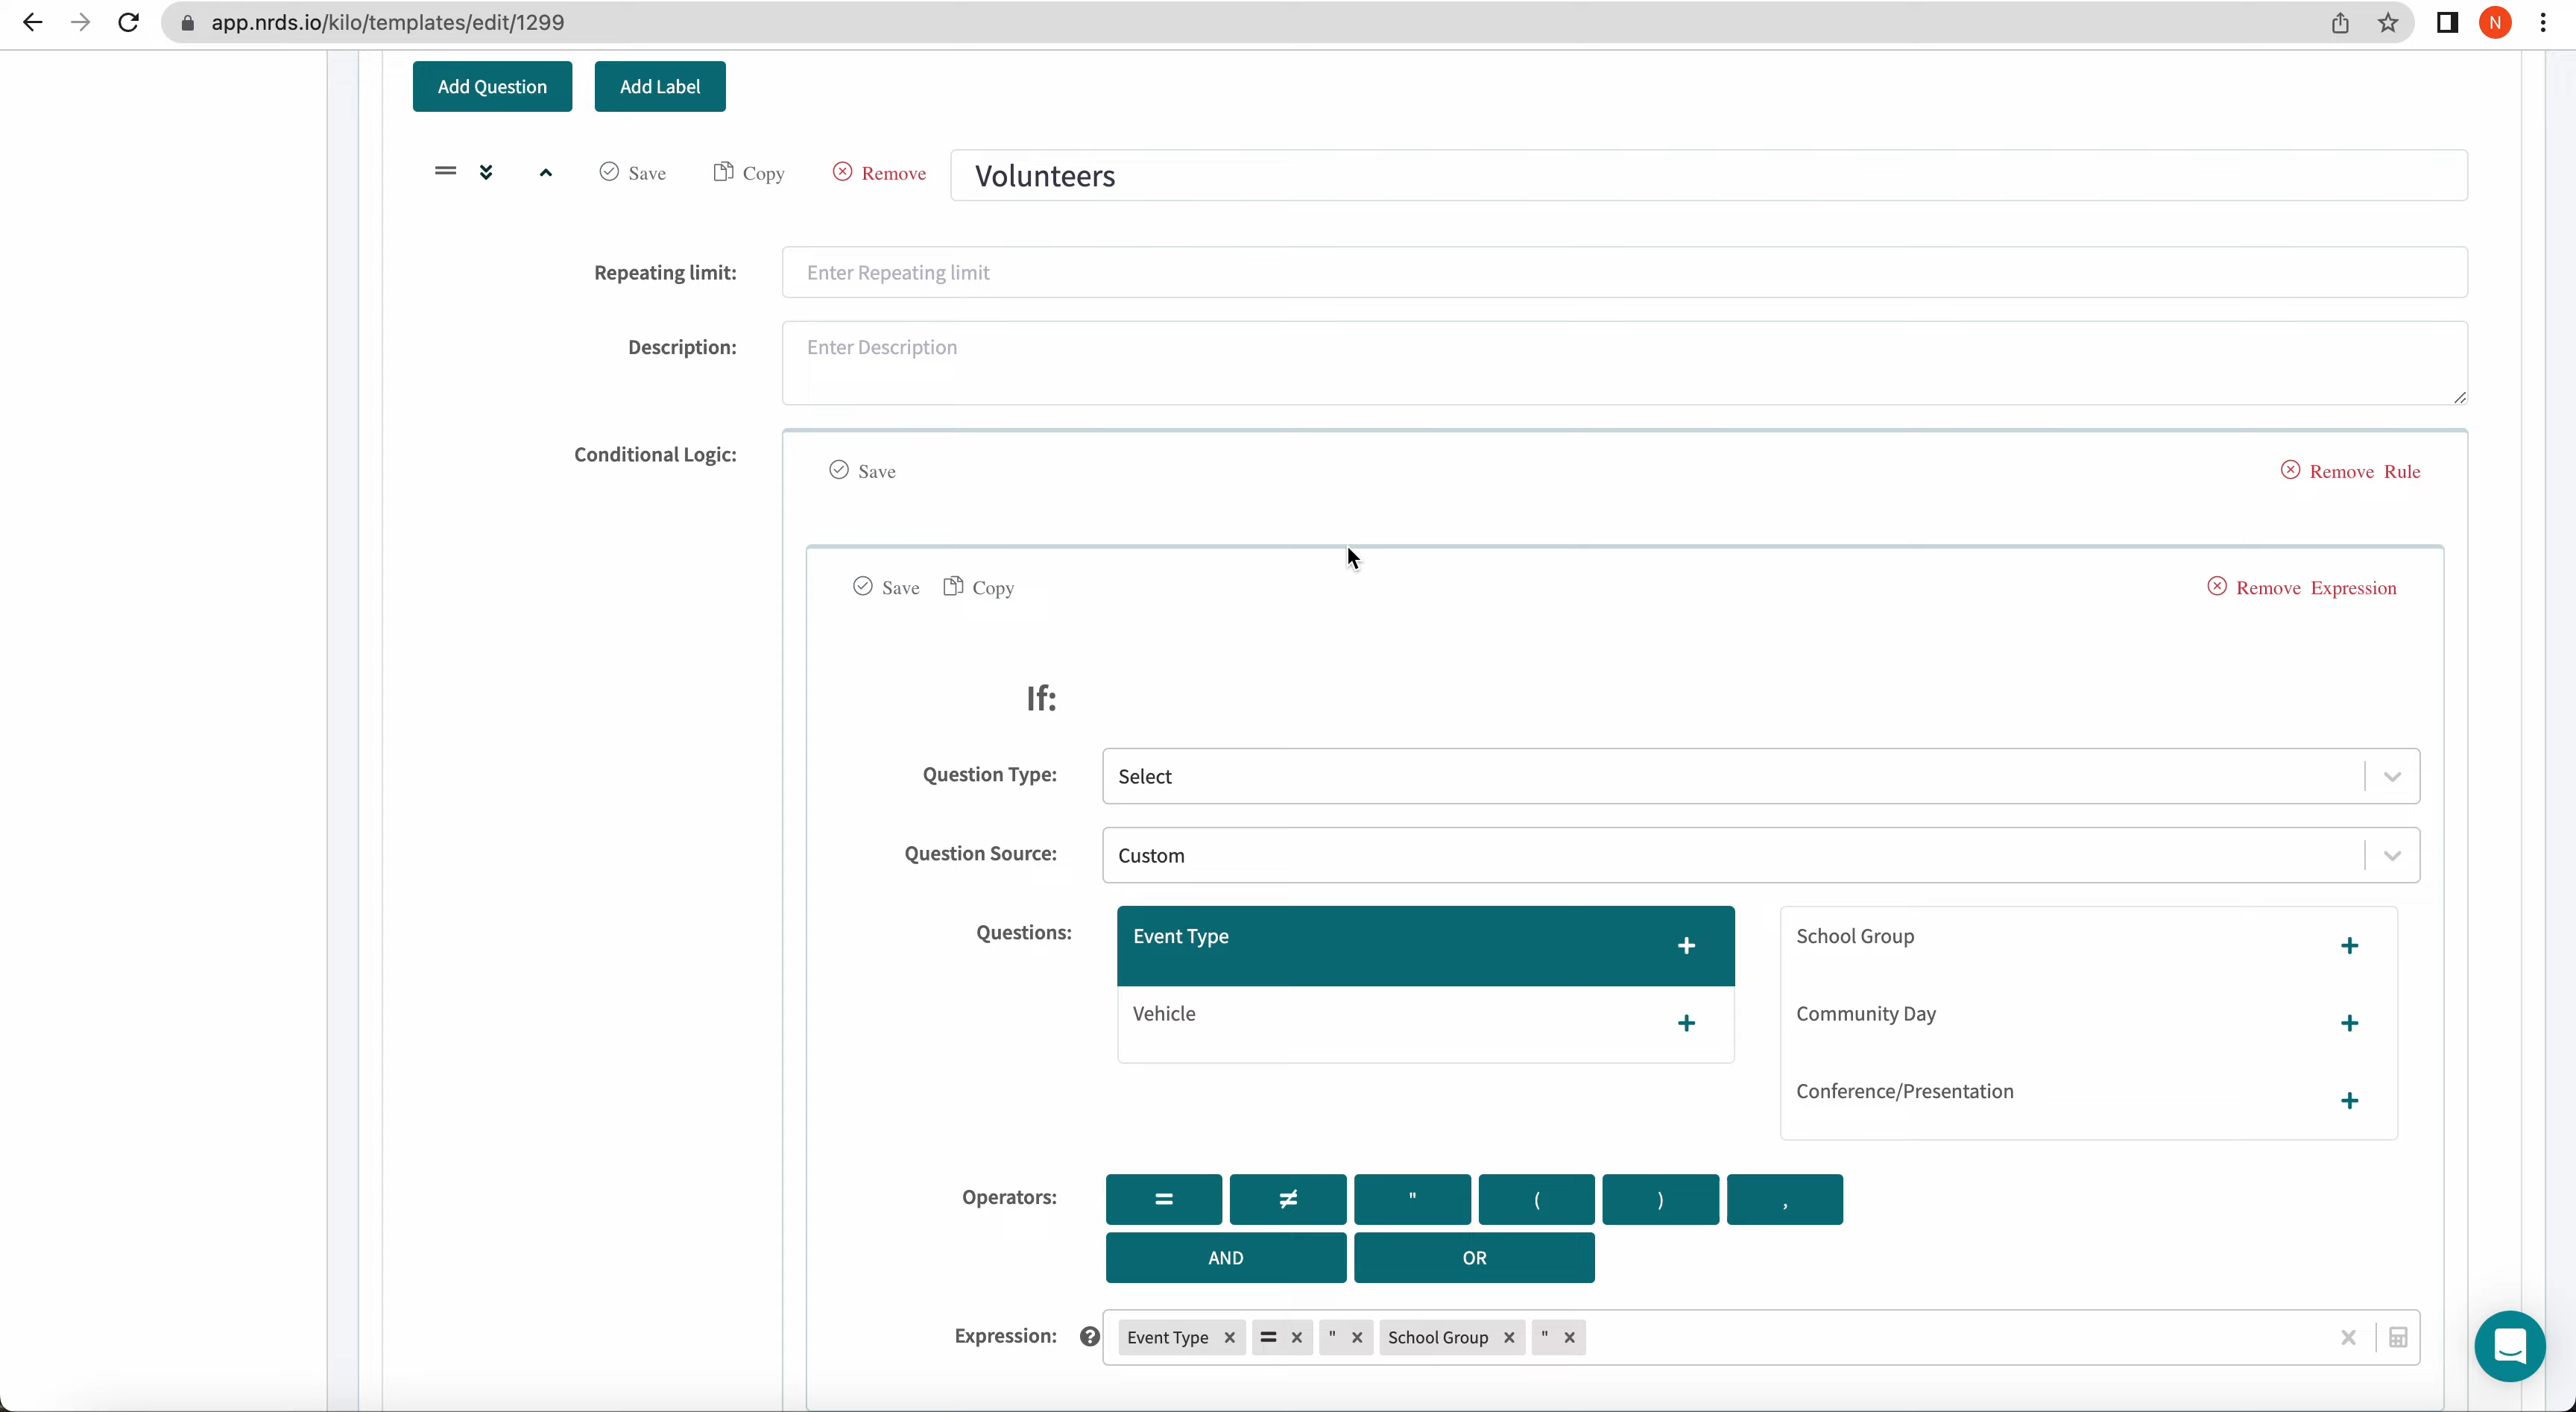 app.nrds.io/kilo/templates/edit/1299
N
Add Question Add Label
Save Copy Remove Volunteers
Repeating limit: Enter Repeating limit
Description: Enter Description
Conditional Logic:
Save Remove Rule
Save Copy Remove Expression
If:
Question Type: Select
Question Source: Custom
Questions: Event Type + School Group +
Vehicle + Community Day +
Conference/Presentation +
Operators: = ≠ " ( ) ,
AND OR
Expression: ? Event Type × = × " × School Group × " ×